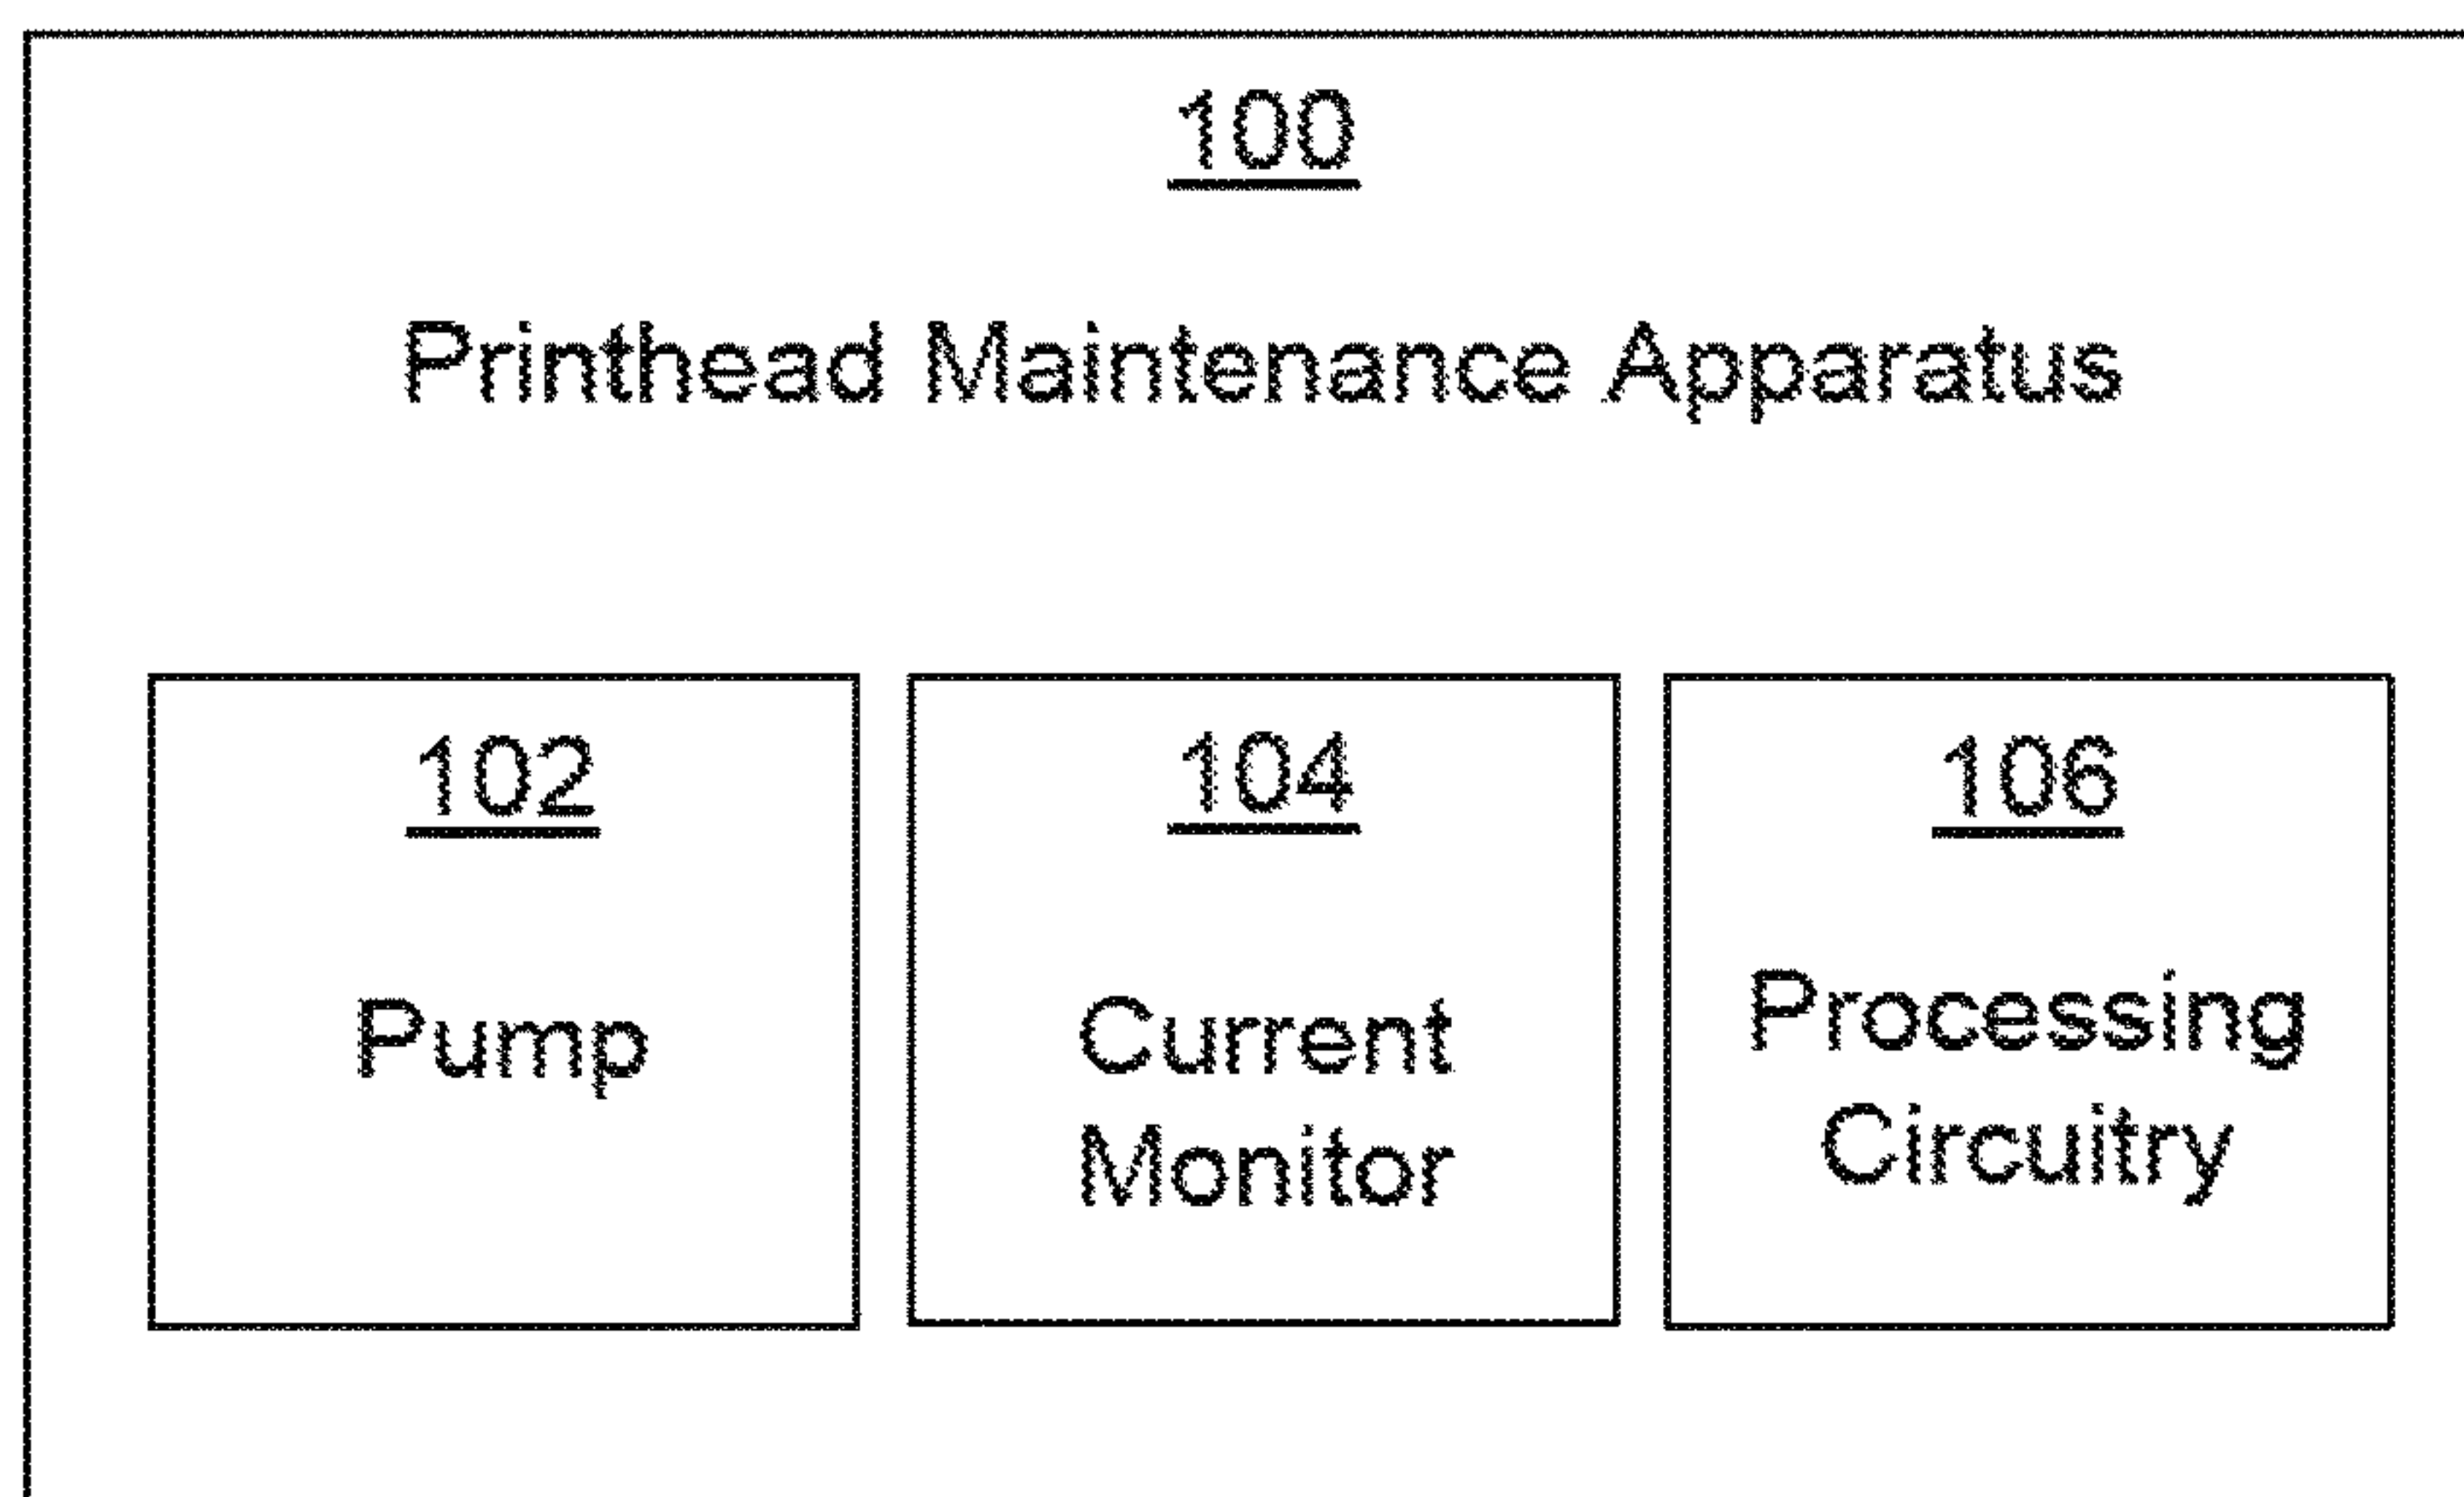 100
Printhead Maintenance Apparatus
102
Pump
104
Current
Monitor
106
Processing
Circuitry